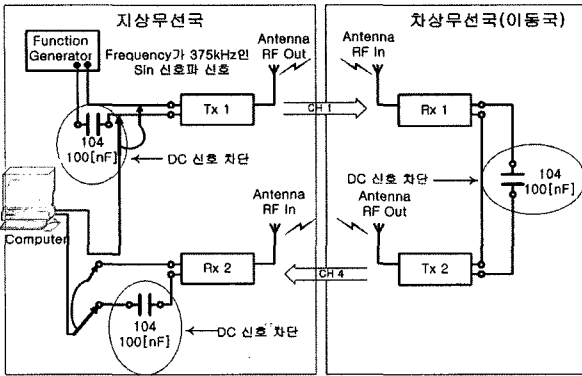 지상무선국
Function
Generator
Frequency가 375kHz인
Sin 신호파 신호
Antenna
RF Out
Tx 1
104
100[nF]
DC 신호 차단
CH 1
Computer
Antenna
RF In
Rx 2
CH 4
104
100[nF]
DC 신호 차단
차상무선국(이동국)
Antenna
RF In
Rx 1
DC 신호 차단
104
100[nF]
Antenna
RF Out
Tx 2